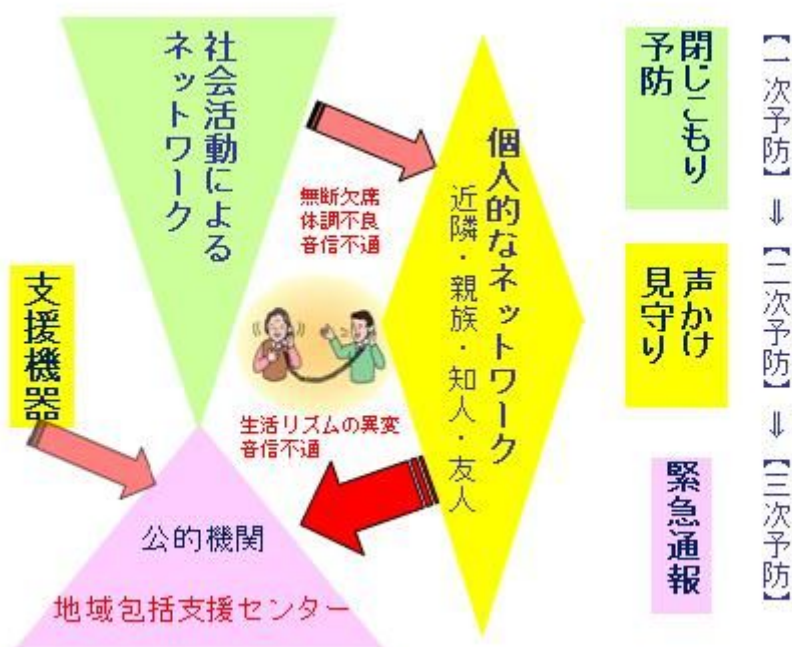 社会活動による
ネットワーク
無断欠席
体調不良
音信不通
個人的なネットワーク
近隣・親族・知人・友人
支援機器
生活リズムの異変
音信不通
公的機関
地域包括支援センター
閉じこもり
予防
声かけ
見守り
緊急通報
【一次予防】⇓【二次予防】⇓【三次予防】